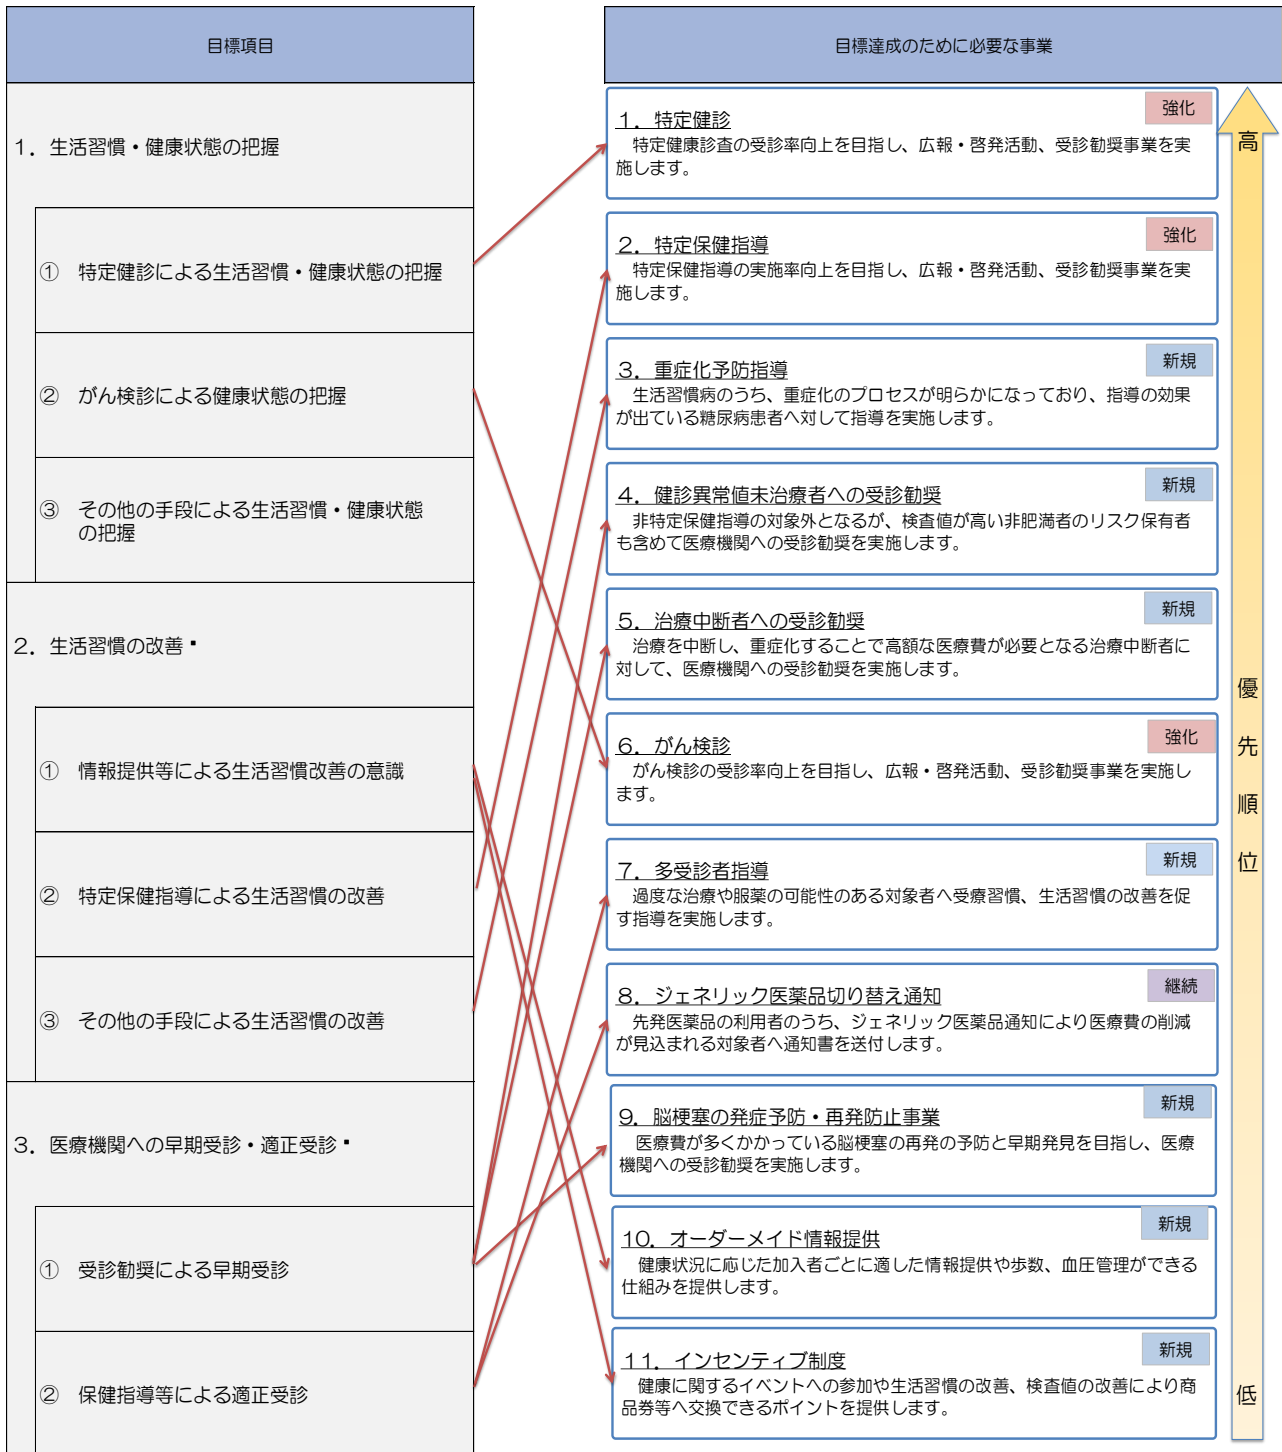 目標項目
1．生活習慣・健康状態の把握
① 特定健診による生活習慣・健康状態の把握
② がん検診による健康状態の把握
③ その他の手段による生活習慣・健康状態
の把握
2．生活習慣の改善
① 情報提供等による生活習慣改善の意識
② 特定保健指導による生活習慣の改善
③ その他の手段による生活習慣の改善
3．医療機関への早期受診・適正受診
① 受診勧奨による早期受診
② 保健指導等による適正受診
目標達成のために必要な事業
強化
1．特定健診
特定健康診査の受診率向上を目指し、広報・啓発活動、受診勧奨事業を実
施します。
強化
2．特定保健指導
特定保健指導の実施率向上を目指し、広報・啓発活動、受診勧奨事業を実
施します。
新規
3．重症化予防指導
生活習慣病のうち、重症化のプロセスが明らかになっており、指導の効果
が出ている糖尿病患者へ対して指導を実施します。
新規
4．健診異常値未治療者への受診勧奨
非特定保健指導の対象外となるが、検査値が高い非肥満者のリスク保有者
も含めて医療機関への受診勧奨を実施します。
新規
5．治療中断者への受診勧奨
治療を中断し、重症化することで高額な医療費が必要となる治療中断者に
対して、医療機関への受診勧奨を実施します。
強化
6．がん検診
がん検診の受診率向上を目指し、広報・啓発活動、受診勧奨事業を実施し
ます。
新規
7．多受診者指導
過度な治療や服薬の可能性のある対象者へ受療習慣、生活習慣の改善を促
す指導を実施します。
継続
8．ジェネリック医薬品切り替え通知
先発医薬品の利用者のうち、ジェネリック医薬品通知により医療費の削減
が見込まれる対象者へ通知書を送付します。
新規
9．脳梗塞の発症予防・再発防止事業
医療費が多くかかっている脳梗塞の再発の予防と早期発見を目指し、医療
機関への受診勧奨を実施します。
新規
10．オーダーメイド情報提供
健康状況に応じた加入者ごとに適した情報提供や歩数、血圧管理ができる
仕組みを提供します。
新規
11．インセンティブ制度
健康に関するイベントへの参加や生活習慣の改善、検査値の改善により商
品券等へ交換できるポイントを提供します。
高
優
先
順
位
低